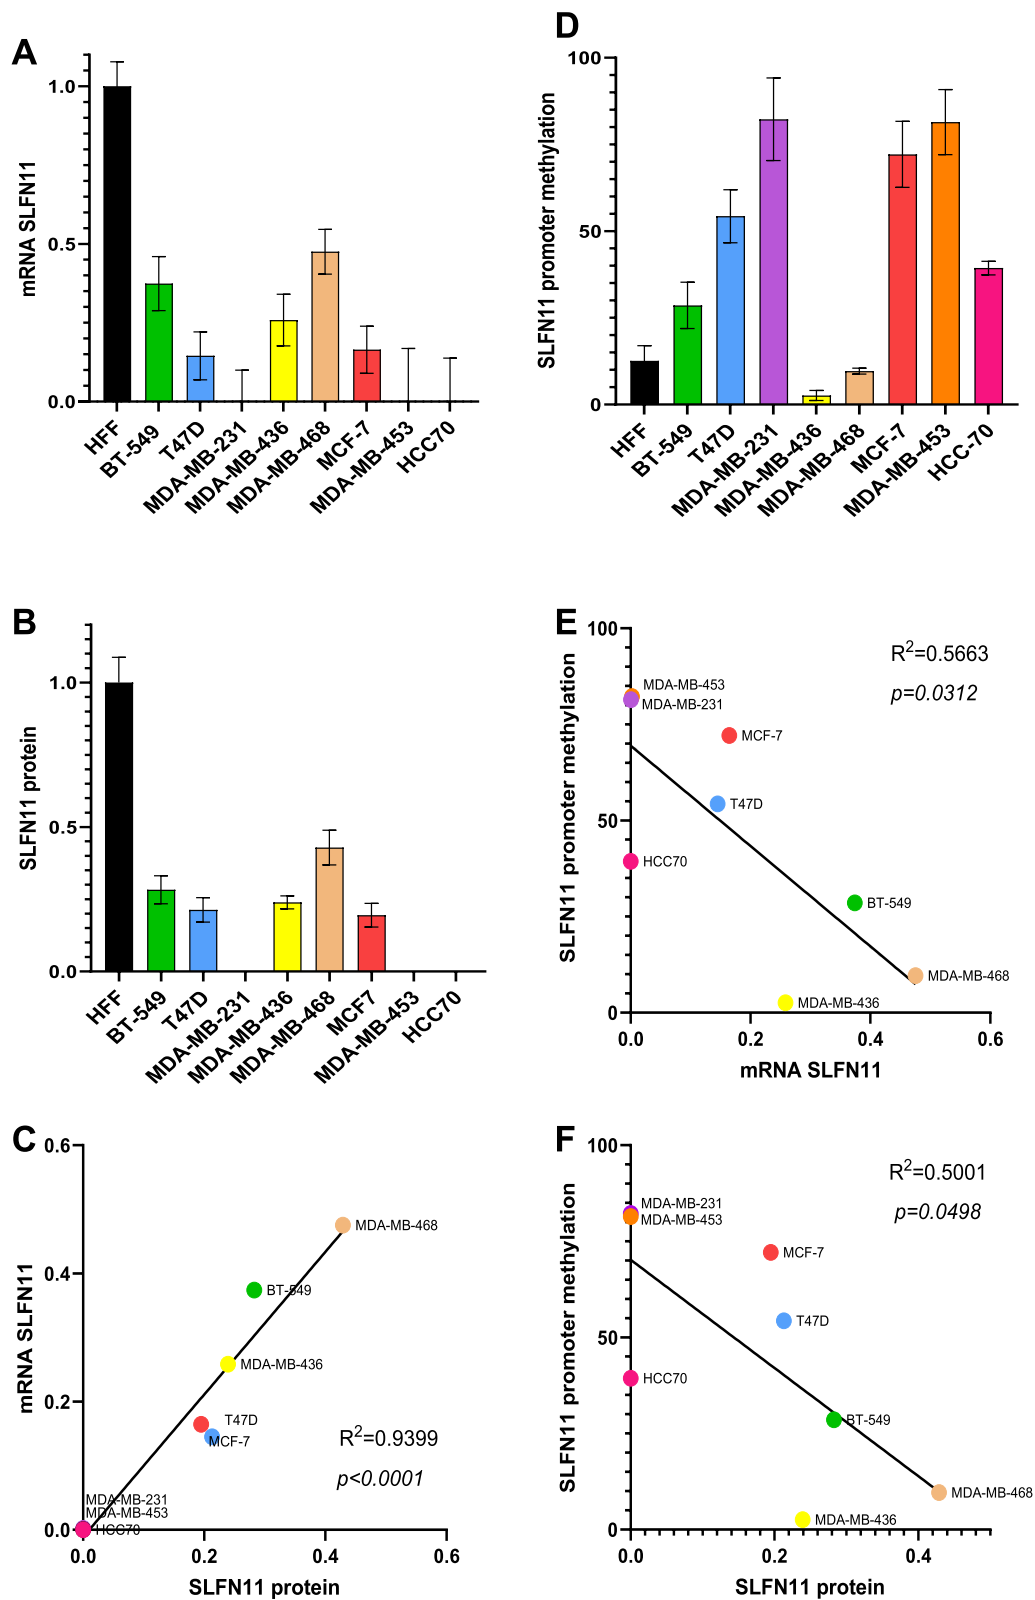 A
mRNA SLFN11
1.0
0.5
0.0
HFF
BT-549
T47D
MDA-MB-231
MDA-MB-436
MDA-MB-468
MCF-7
MDA-MB-453
HCC70
D
SLFN11 promoter methylation
100
50
0
HFF
BT-549
T47D
MDA-MB-231
MDA-MB-436
MDA-MB-468
MCF-7
MDA-MB-453
HCC-70
B
SLFN11 protein
1.0
0.5
0.0
HFF
BT-549
T47D
MDA-MB-231
MDA-MB-436
MDA-MB-468
MCF7
MDA-MB-453
HCC70
E
SLFN11 promoter methylation
100
50
0
R²=0.5663
p=0.0312
MDA-MB-453
MDA-MB-231
MCF-7
T47D
HCC70
BT-549
MDA-MB-468
MDA-MB-436
0.0 0.2 0.4 0.6
mRNA SLFN11
C
mRNA SLFN11
0.6
0.4
0.2
0.0
MDA-MB-468
BT-549
MDA-MB-436
T47D
MCF-7
R²=0.9399
p<0.0001
MDA-MB-231
MDA-MB-453
HCC70
0.0 0.2 0.4 0.6
SLFN11 protein
F
SLFN11 promoter methylation
100
50
0
R²=0.5001
p=0.0498
MDA-MB-231
MDA-MB-453
MCF-7
T47D
HCC70
BT-549
MDA-MB-468
MDA-MB-436
0.0 0.2 0.4
SLFN11 protein